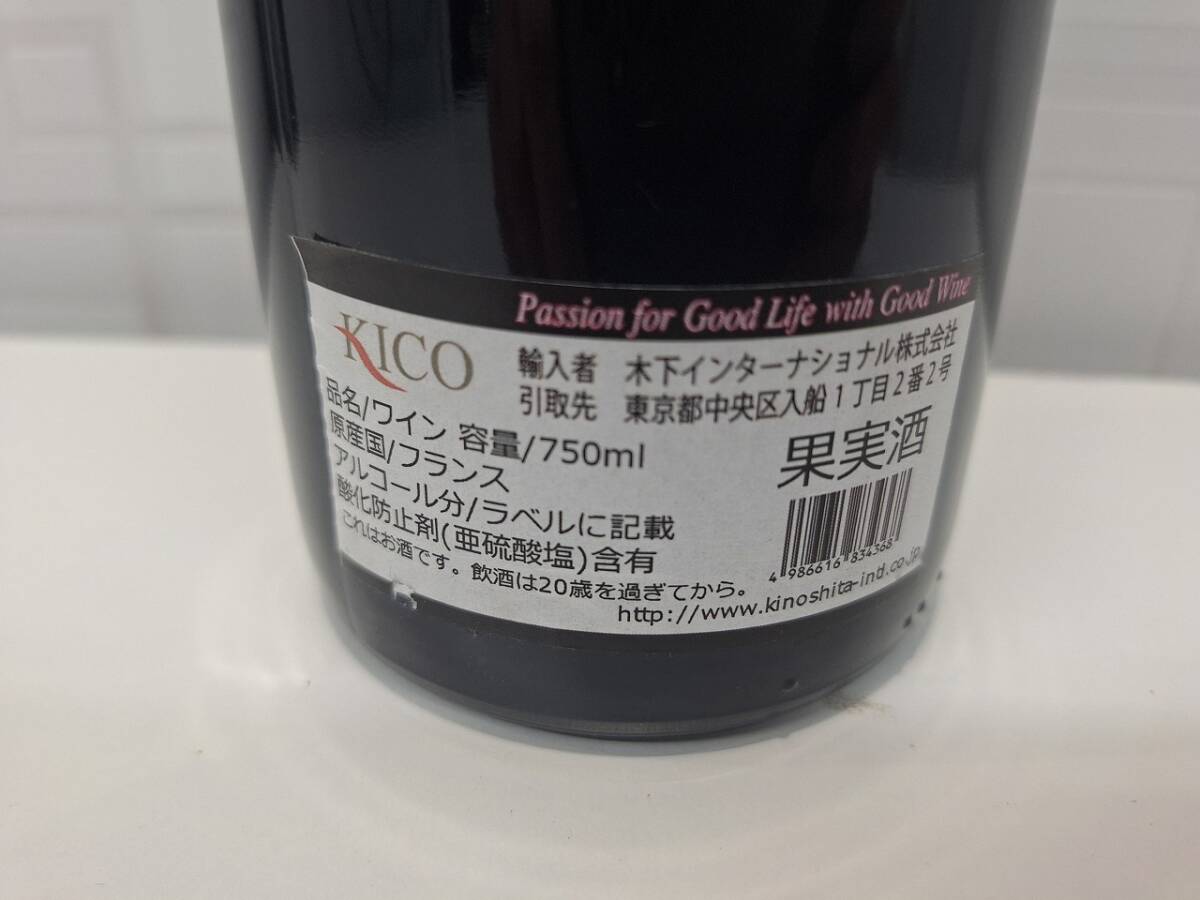 Passion for Good Life with Good Wine
KICO
輸入者 木下インターナショナル株式会社
引取先 東京都中央区入船1丁目2番2号
品名/ワイン 容量/750ml
原産国/フランス
アルコール分/ラベルに記載
酸化防止剤(亜硫酸塩)含有
これはお酒です。飲酒は20歳を過ぎてから。
果実酒
4 986616 834368
http://www.kinoshita-intl.co.jp